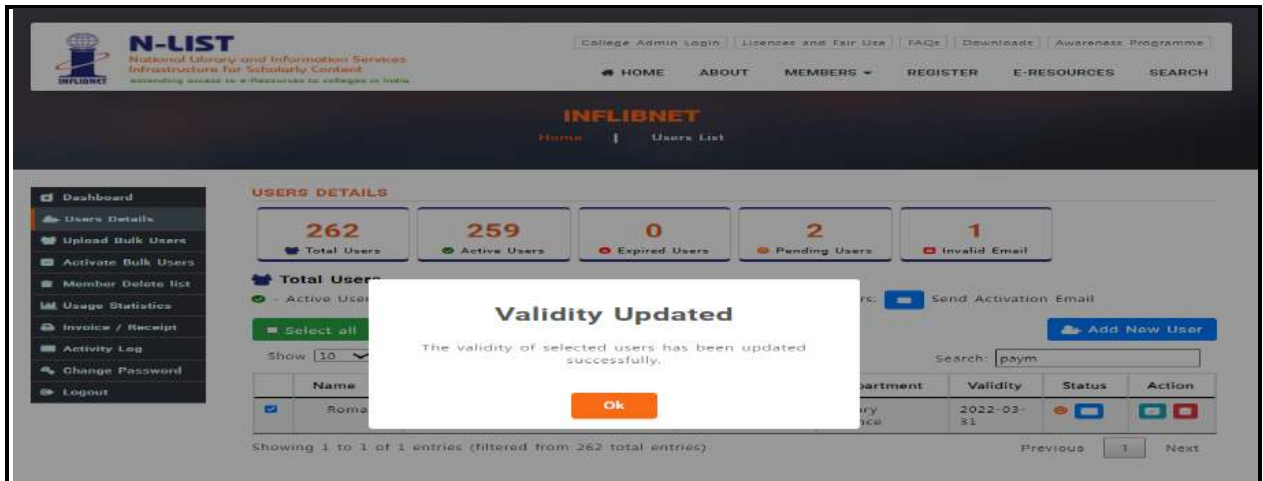 N-LIST
National Library and Information Services
Infrastructure for Scholarly Content
extending access to e-Resources to colleges in India
INFLIBNET
College Admin Login Licences and Fair Use FAQs Downloads Awareness Programme
HOME ABOUT MEMBERS REGISTER E-RESOURCES SEARCH
INFLIBNET
Home | Users List
Dashboard
Users Details
Upload Bulk Users
Activate Bulk Users
Member Delete list
Usage Statistics
Invoice / Receipt
Activity Log
Change Password
Logout
USERS DETAILS
262
Total Users
259
Active Users
0
Expired Users
2
Pending Users
1
Invalid Email
Total Users
- Active User
rs: Send Activation Email
Select all
Add New User
Show 10
Search: paym
Name
partment Validity Status Action
Roma
ry
nce
2022-03-
31
Showing 1 to 1 of 1 entries (filtered from 262 total entries)
Previous 1 Next
Validity Updated
The validity of selected users has been updated
successfully.
Ok